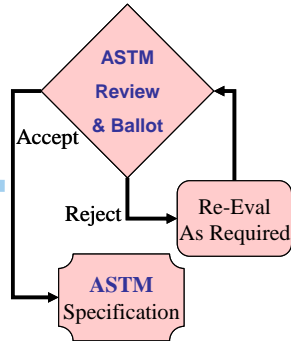 ASTM
Review
& Ballot
Accept
Reject
Re-Eval
As Required
ASTM
Specification